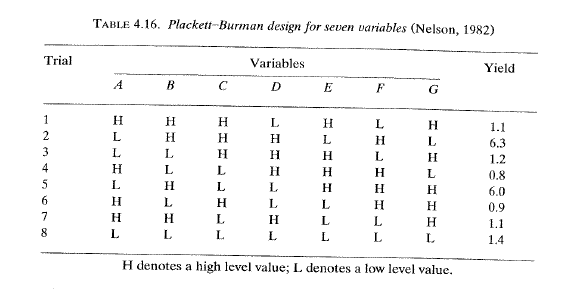 TABLE 4.16. Plackett–Burman design for seven variables (Nelson, 1982)
Trial Variables Yield
A B C D E F G
1 H H H L H L H 1.1
2 L H H H L H L 6.3
3 L L H H H L H 1.2
4 H L L H H H L 0.8
5 L H L L H H H 6.0
6 H L H L L H H 0.9
7 H H L H L L H 1.1
8 L L L L L L L 1.4
H denotes a high level value; L denotes a low level value.